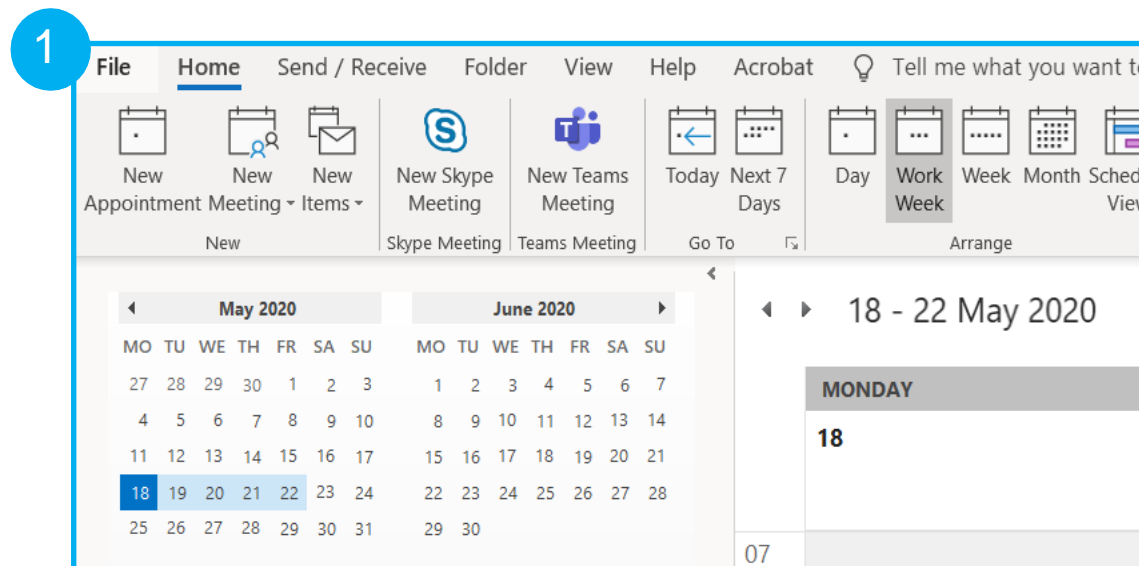 1
File Home Send / Receive Folder View Help Acrobat Tell me what you want to
New Appointment New Meeting New Items New Skype Meeting New Teams Meeting Today Next 7 Days Day Work Week Week Month Sched View
New Skype Meeting Teams Meeting Go To Arrange
May 2020 June 2020
18 - 22 May 2020
MO TU WE TH FR SA SU MO TU WE TH FR SA SU
27 28 29 30 1 2 3 1 2 3 4 5 6 7
MONDAY
4 5 6 7 8 9 10 8 9 10 11 12 13 14
18
11 12 13 14 15 16 17 15 16 17 18 19 20 21
18 19 20 21 22 23 24 22 23 24 25 26 27 28
25 26 27 28 29 30 31 29 30
07